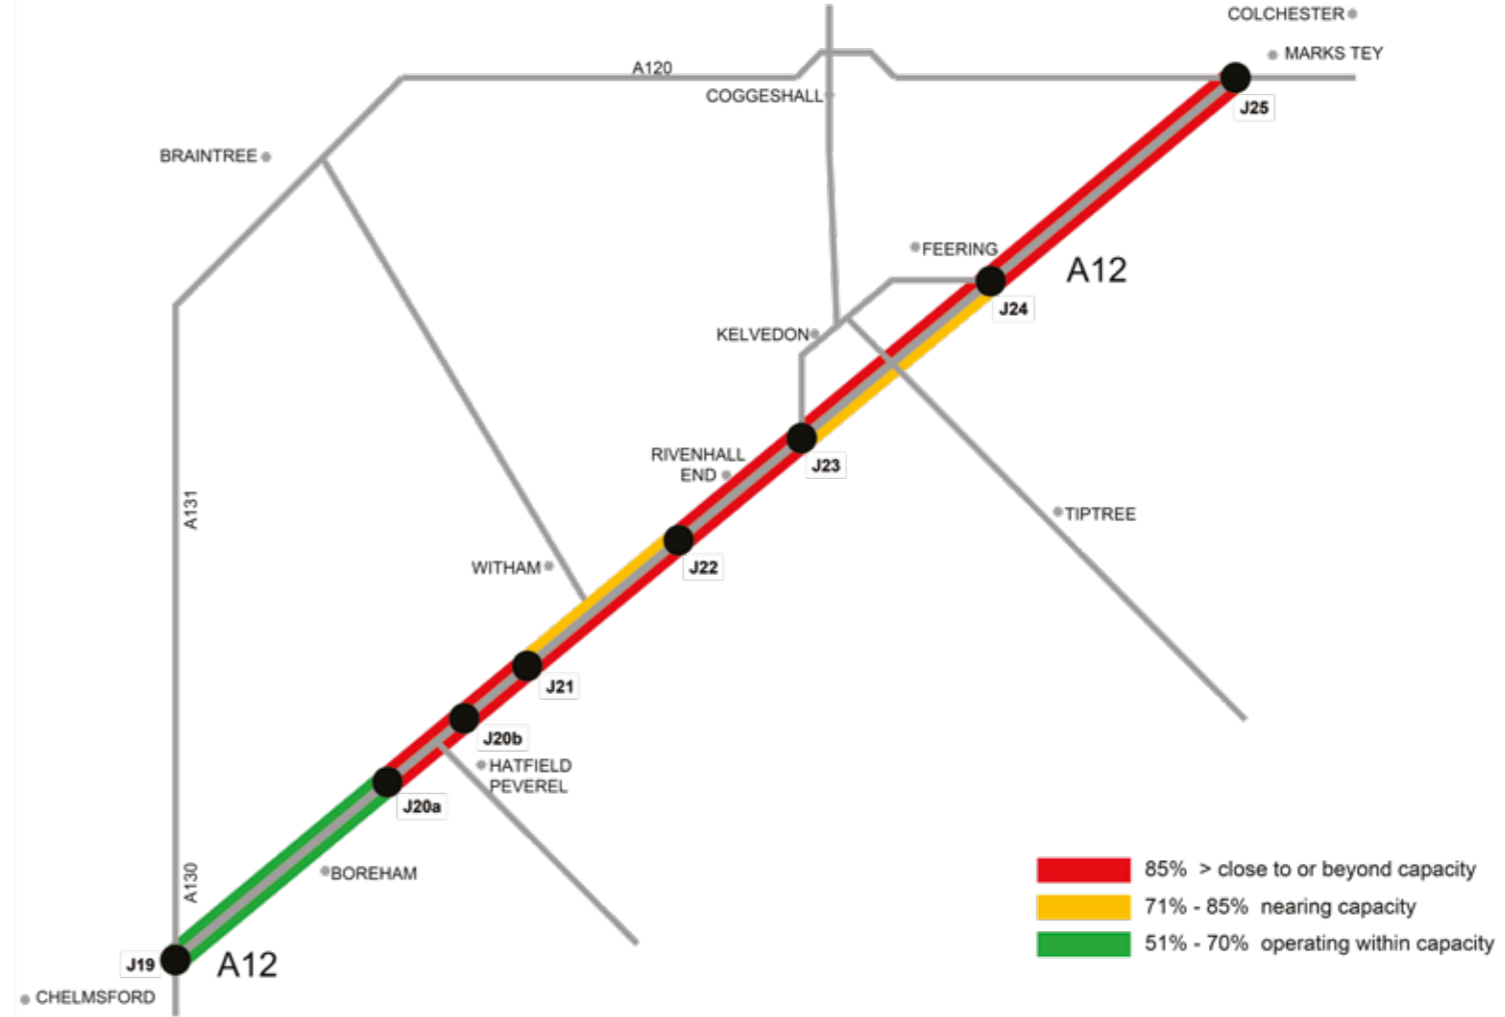 COLCHESTER
MARKS TEY
A120
COGGESHALL
J25
BRAINTREE
FEERING
A12
J24
KELVEDON
RIVENHALL
END
J23
A131
TIPTREE
WITHAM
J22
J21
J20b
HATFIELD
PEVEREL
J20a
BOREHAM
A130
85% > close to or beyond capacity
71% - 85% nearing capacity
51% - 70% operating within capacity
J19
A12
CHELMSFORD